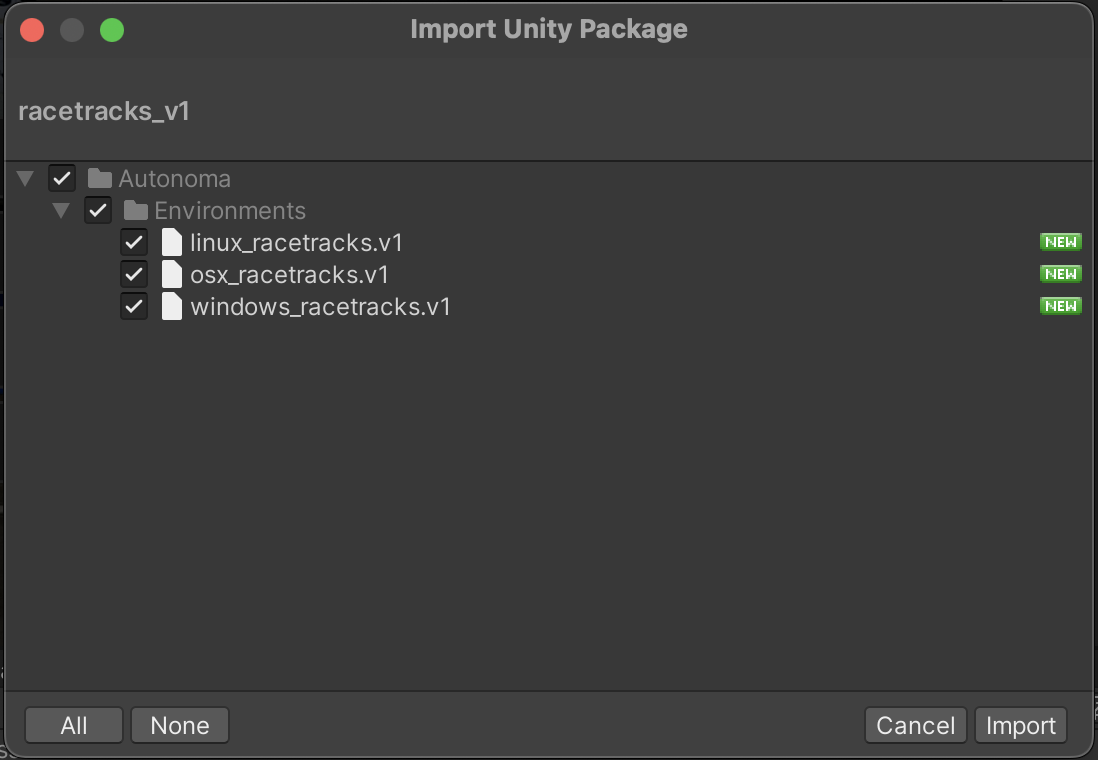 Import Unity Package
racetracks_v1
Autonoma
Environments
linux_racetracks.v1 NEW
osx_racetracks.v1 NEW
windows_racetracks.v1 NEW
All None Cancel Import